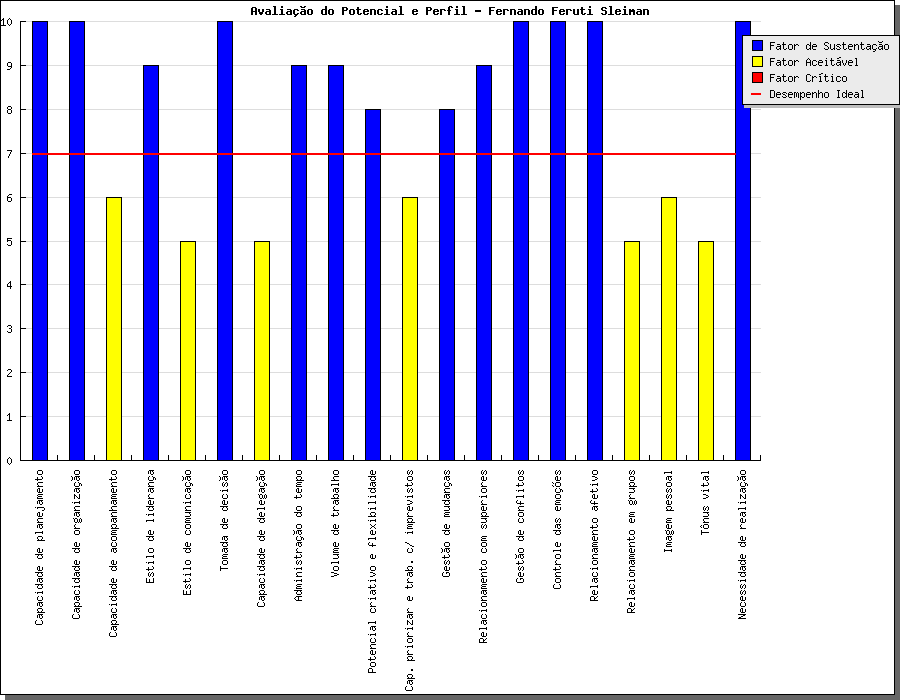 Avaliação do Potencial e Perfil - Fernando Feruti Sleiman
Fator de Sustentação
Fator Aceitável
Fator Crítico
Desempenho Ideal
10
9
8
7
6
5
4
3
2
1
0
Capacidade de planejamento
Capacidade de organização
Capacidade de acompanhamento
Estilo de liderança
Estilo de comunicação
Tomada de decisão
Capacidade de delegação
Administração do tempo
Volume de trabalho
Potencial criativo e flexibilidade
Cap. priorizar e trab. c/ imprevistos
Gestão de mudanças
Relacionamento com superiores
Gestão de conflitos
Controle das emoções
Relacionamento afetivo
Relacionamento em grupos
Imagem pessoal
Tônus vital
Necessidade de realização